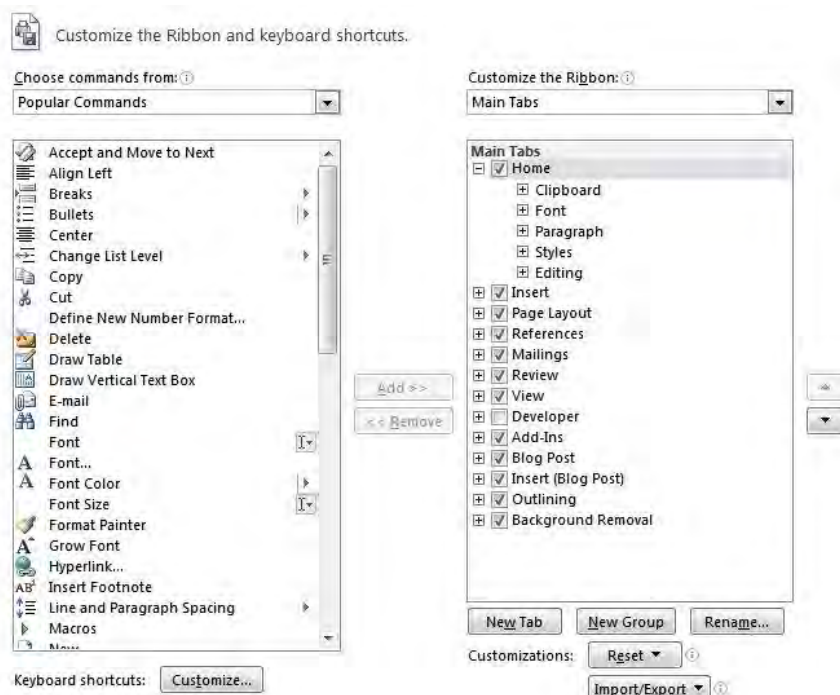 Customize the Ribbon and keyboard shortcuts.
Choose commands from:
Popular Commands
Accept and Move to Next
Align Left
Breaks
Bullets
Center
Change List Level
Copy
Cut
Define New Number Format...
Delete
Draw Table
Draw Vertical Text Box
E-mail
Find
Font
Font...
Font Color
Font Size
Format Painter
Grow Font
Hyperlink...
Insert Footnote
Line and Paragraph Spacing
Macros
Keyboard shortcuts: Customize...
Add >>
<< Remove
Customize the Ribbon:
Main Tabs
Main Tabs
Home
Clipboard
Font
Paragraph
Styles
Editing
Insert
Page Layout
References
Mailings
Review
View
Developer
Add-Ins
Blog Post
Insert (Blog Post)
Outlining
Background Removal
New Tab New Group Rename...
Customizations: Reset
Import/Export